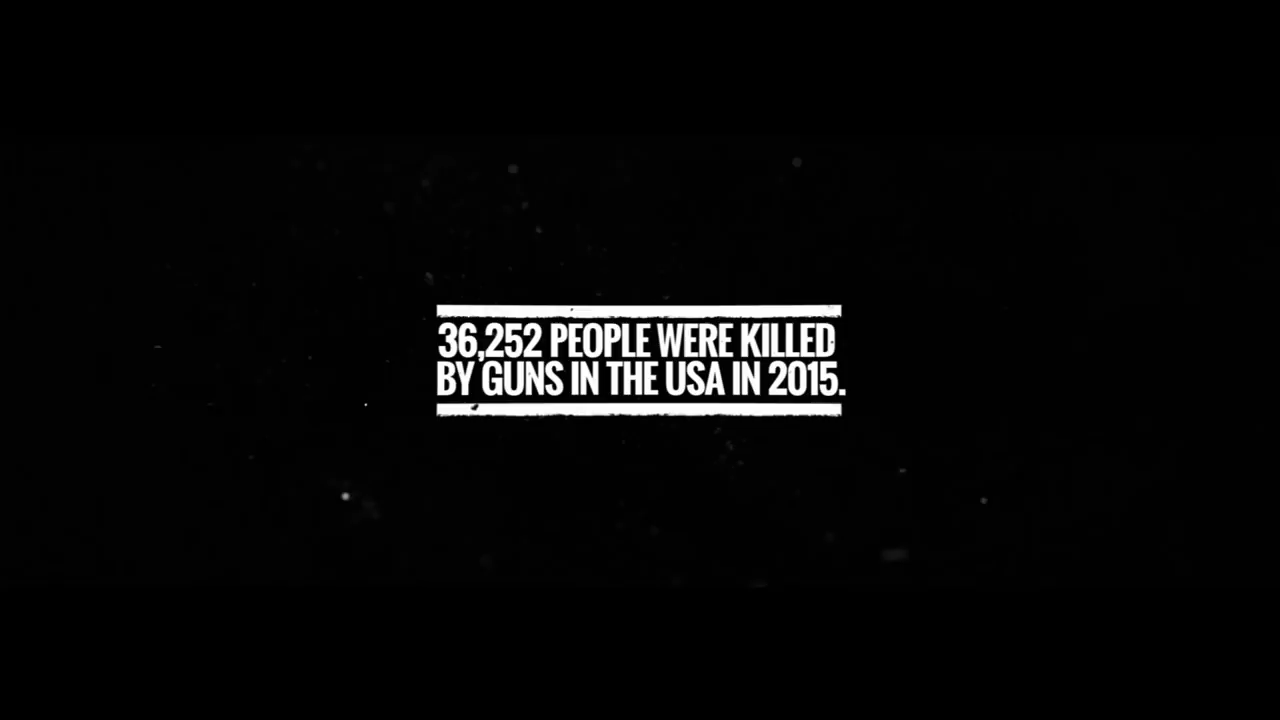 36,252 PEOPLE WERE KILLED
BY GUNS IN THE USA IN 2015.